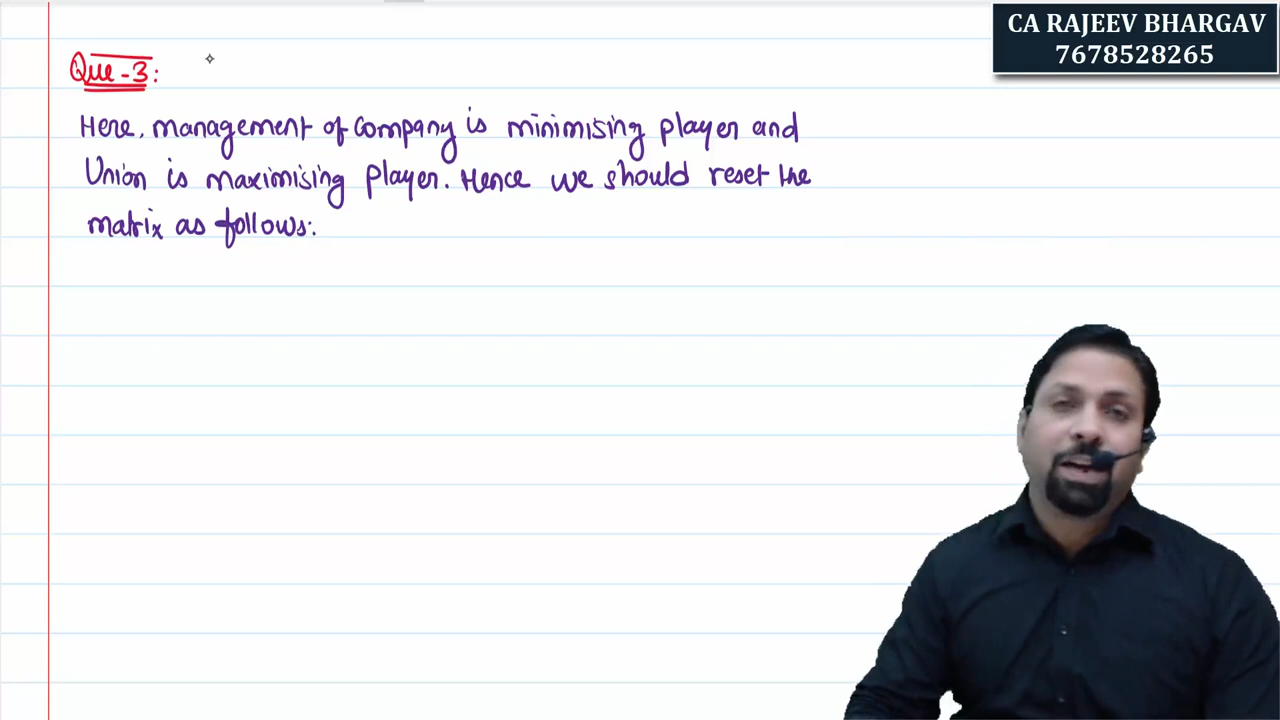 CA RAJEEV BHARGAV
7678528265
Que-3:
Here, management of Company is minimising player and
Union is maximising player. Hence we should reset the
matrix as follows: